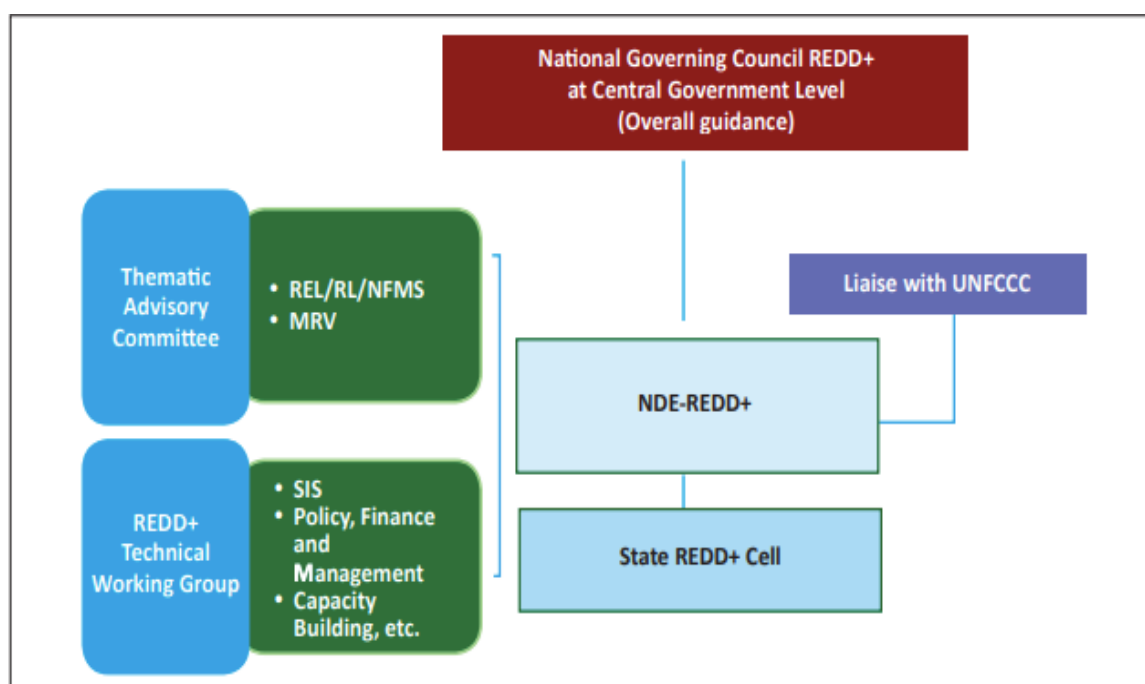 National Governing Council REDD+
at Central Government Level
(Overall guidance)
Thematic
Advisory
Committee
• REL/RL/NFMS
• MRV
Liaise with UNFCCC
NDE-REDD+
REDD+
Technical
Working Group
• SIS
• Policy, Finance
and
Management
• Capacity
Building, etc.
State REDD+ Cell